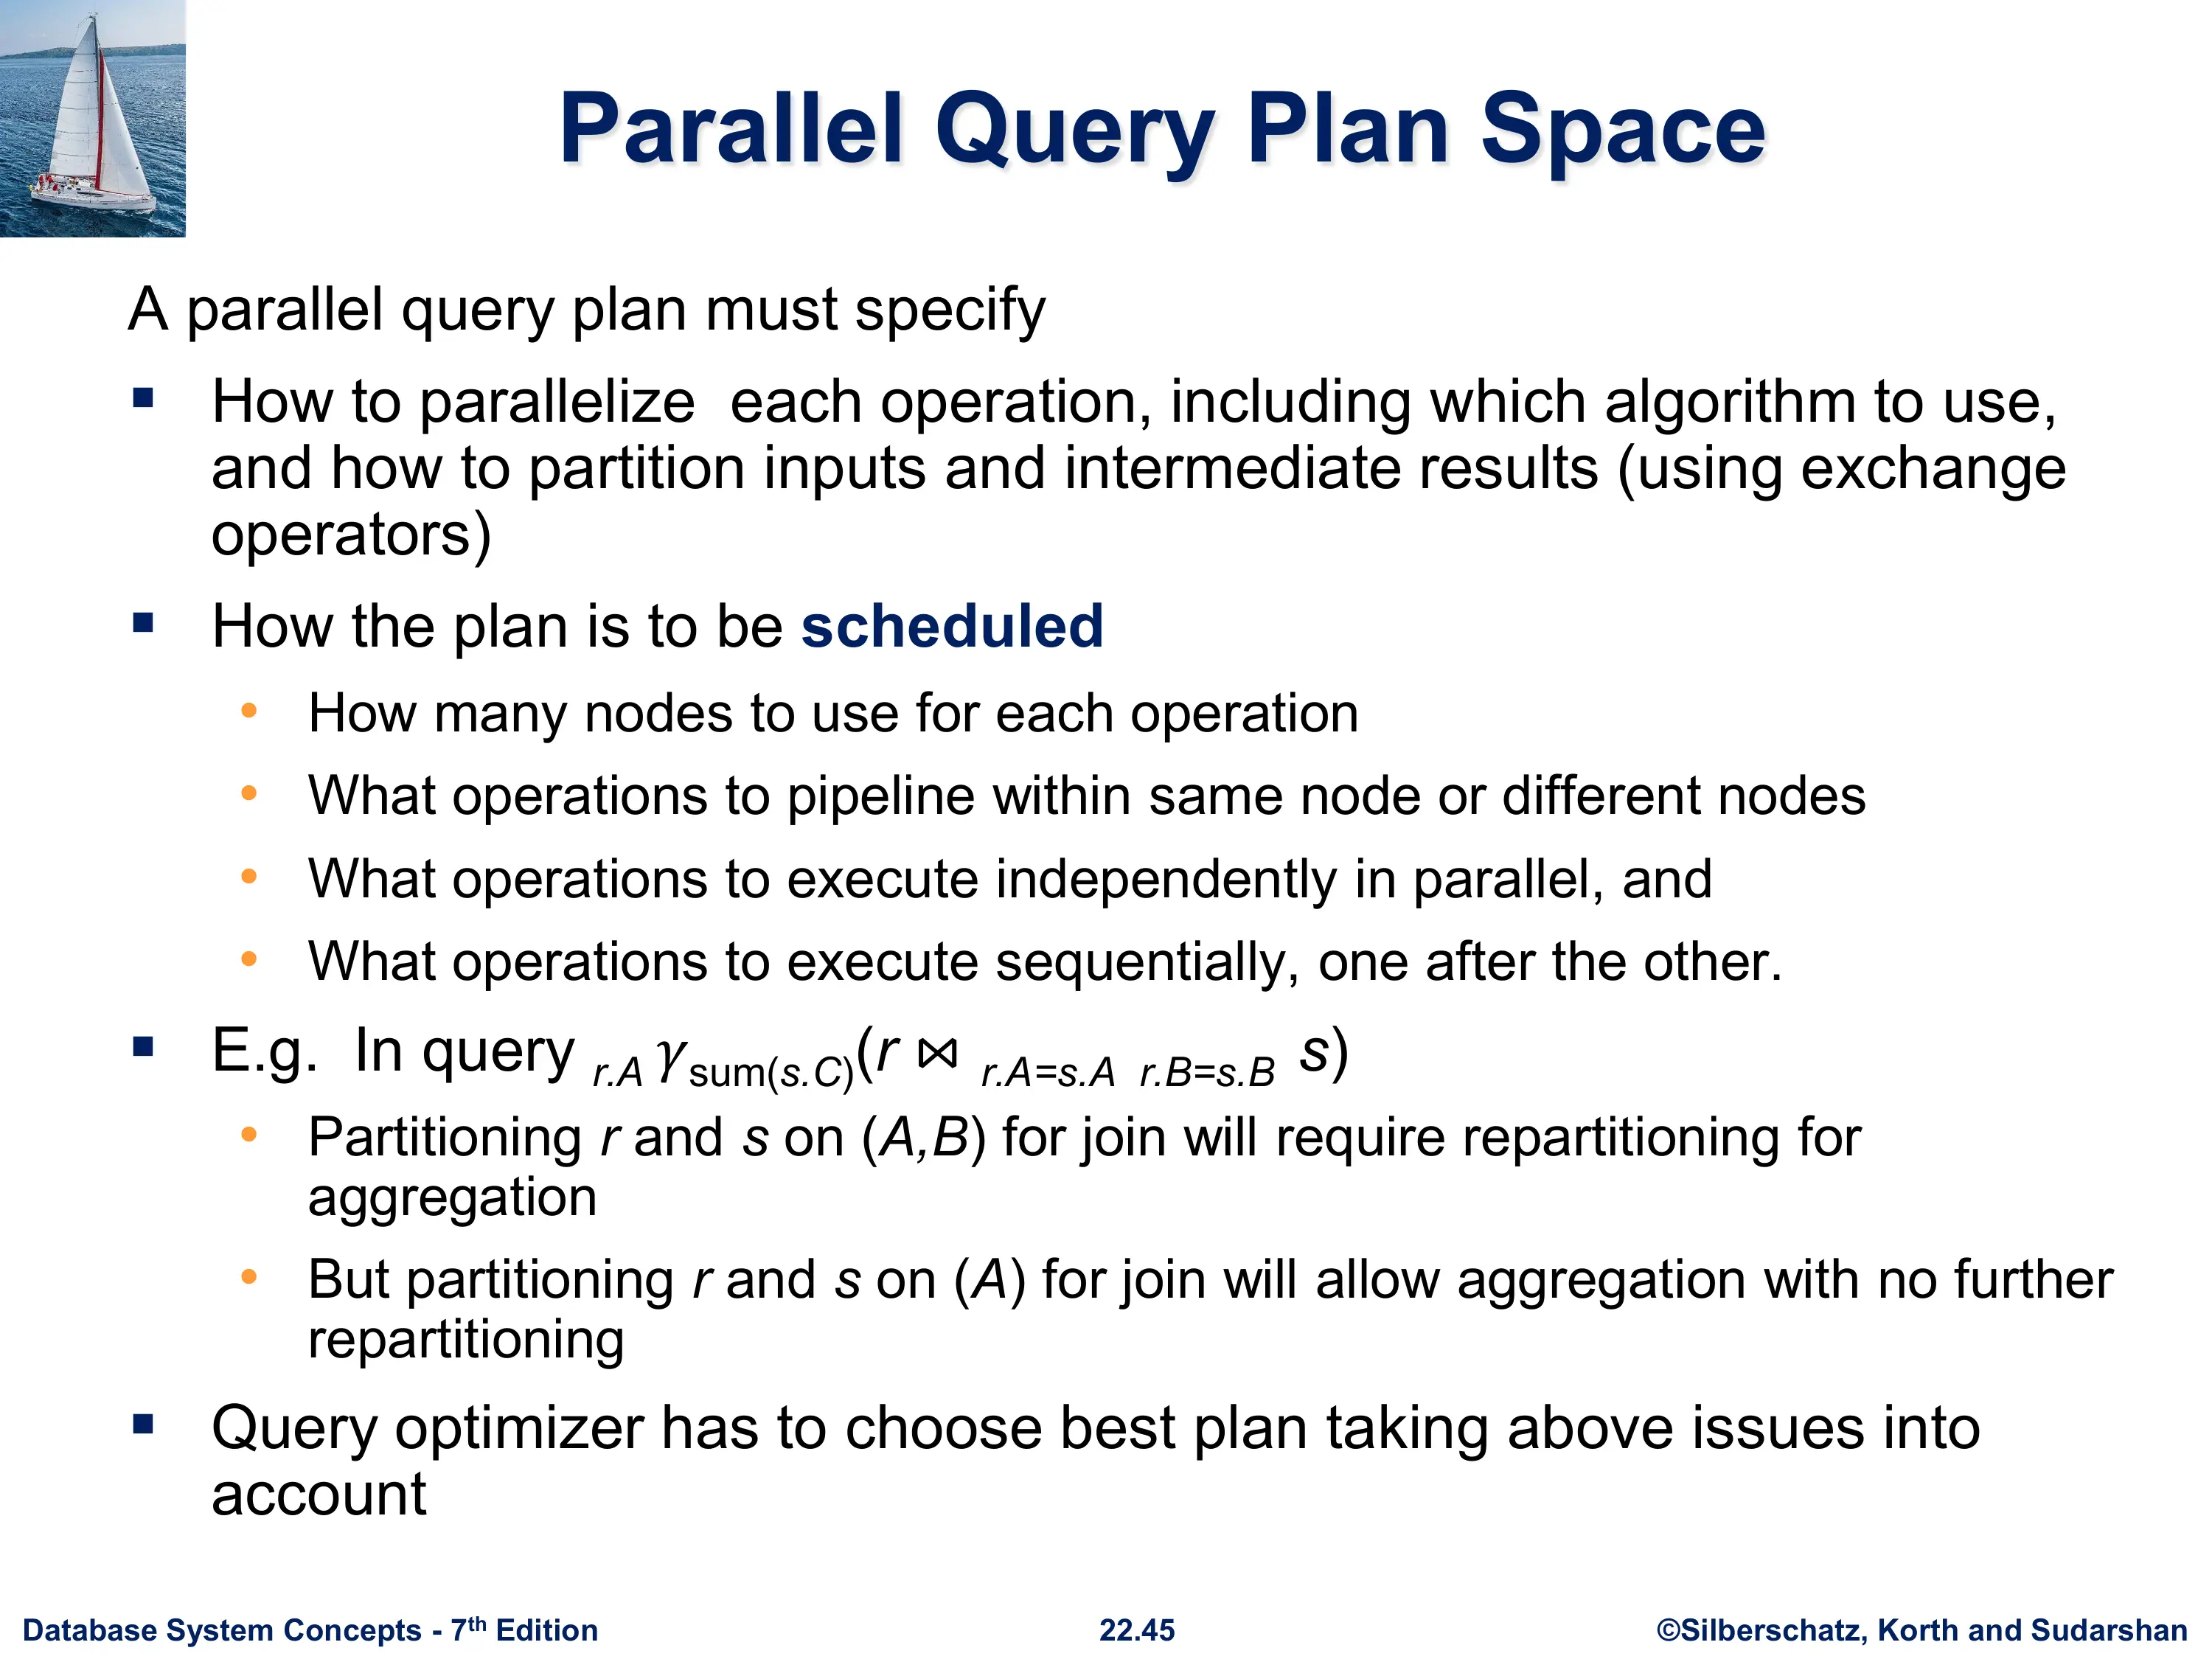 Parallel Query Plan Space
A parallel query plan must specify
▪ How to parallelize  each operation, including which algorithm to use,
and how to partition inputs and intermediate results (using exchange
operators)
▪ How the plan is to be scheduled
• How many nodes to use for each operation
• What operations to pipeline within same node or different nodes
• What operations to execute independently in parallel, and
• What operations to execute sequentially, one after the other.
▪ E.g.  In query r.A γ sum(s.C)(r ⋈ r.A=s.A  r.B=s.B s)
• Partitioning r and s on (A,B) for join will require repartitioning for
aggregation
• But partitioning r and s on (A) for join will allow aggregation with no further
repartitioning
▪ Query optimizer has to choose best plan taking above issues into
account
Database System Concepts - 7th Edition
22.45
©Silberschatz, Korth and Sudarshan